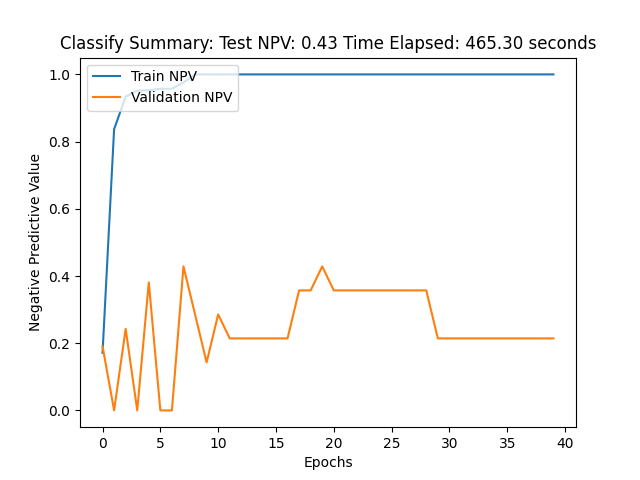 Classify Summary: Test NPV: 0.43 Time Elapsed: 465.30 seconds
Train NPV
Validation NPV
Negative Predictive Value
1.0
0.8
0.6
0.4
0.2
0.0
0 5 10 15 20 25 30 35 40
Epochs